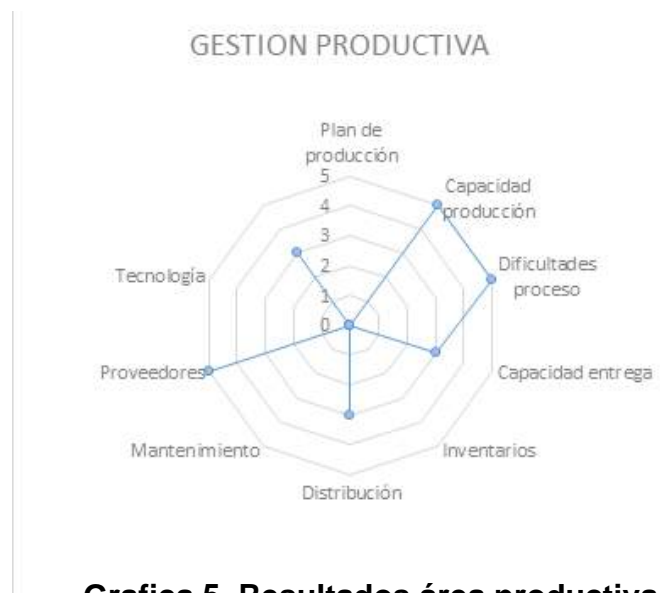 GESTION PRODUCTIVA
Plan de
producción
5
4
3
2
1
0
Capacidad
producción
Dificultades
proceso
Capacidad entrega
Inventarios
Distribución
Mantenimiento
Proveedores
Tecnología
Grafica 5. Resultados área productiva